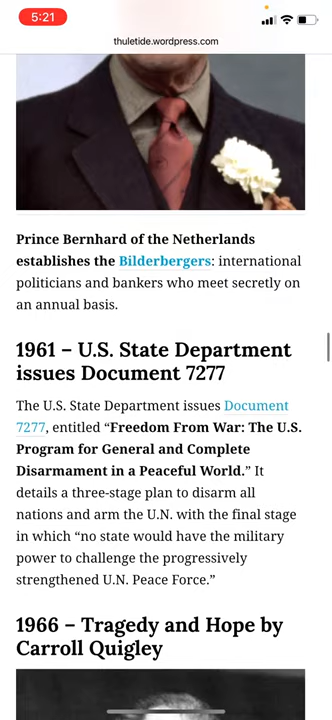 5:21
thuletide.wordpress.com
Prince Bernhard of the Netherlands
establishes the Bilderbergers: international
politicians and bankers who meet secretly on
an annual basis.
1961 – U.S. State Department
issues Document 7277
The U.S. State Department issues Document
7277, entitled “Freedom From War: The U.S.
Program for General and Complete
Disarmament in a Peaceful World.” It
details a three-stage plan to disarm all
nations and arm the U.N. with the final stage
in which “no state would have the military
power to challenge the progressively
strengthened U.N. Peace Force.”
1966 – Tragedy and Hope by
Carroll Quigley